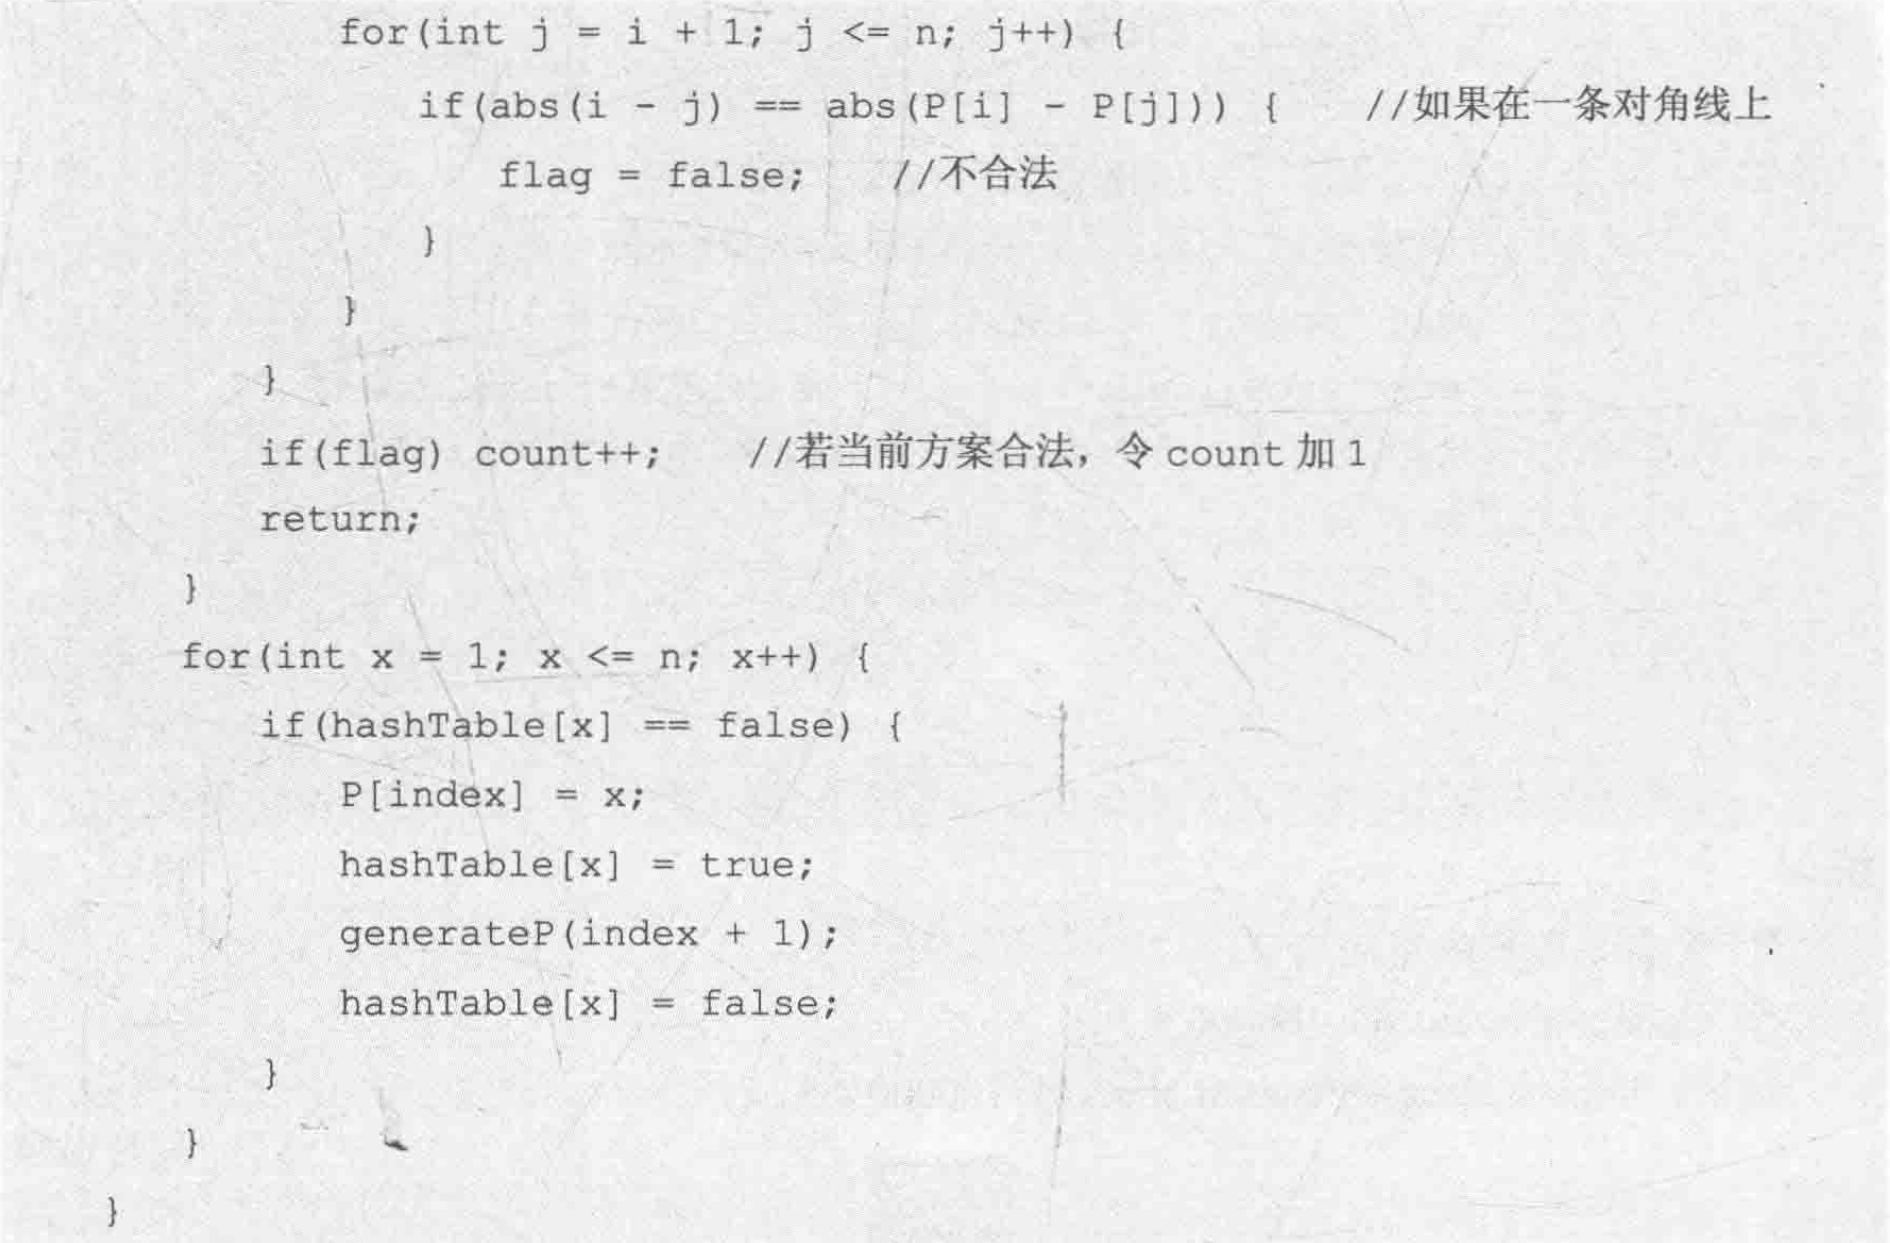 for(int j = i + 1; j <= n; j++) {
if(abs(i - j) == abs(P[i] - P[j])) { //如果在一条对角线上
flag = false; //不合法
}
}
}
if(flag) count++; //若当前方案合法，令 count 加 1
return;
}
for(int x = 1; x <= n; x++) {
if(hashTable[x] == false) {
P[index] = x;
hashTable[x] = true;
generateP(index + 1);
hashTable[x] = false;
}
}
}